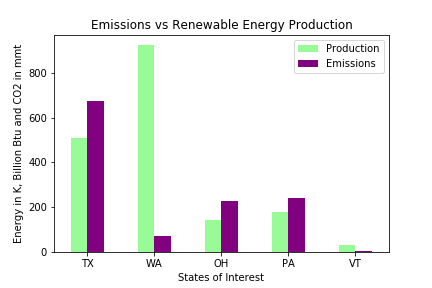 Emissions vs Renewable Energy Production
Energy in K, Billion Btu and CO2 in mmt
800
600
400
200
0
Production
Emissions
TX WA OH PA VT
States of Interest